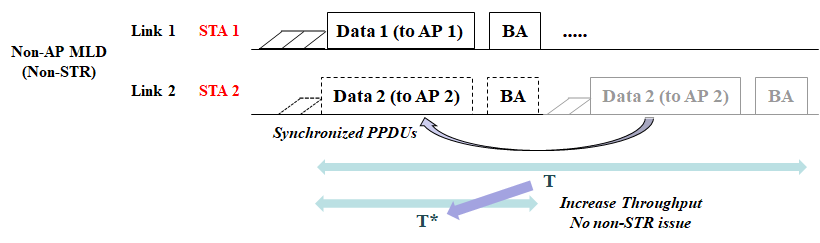 Link 1 STA 1 Data 1 (to AP 1) BA .....
Non-AP MLD
(Non-STR)
Link 2 STA 2 Data 2 (to AP 2) BA Data 2 (to AP 2) BA
Synchronized PPDUs
T
Increase Throughput
T*
No non-STR issue